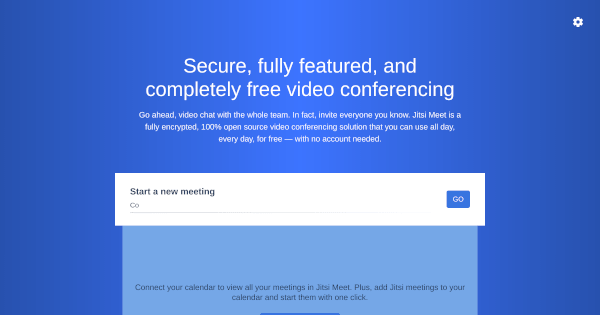 Secure, fully featured, and
completely free video conferencing
Go ahead, video chat with the whole team. In fact, invite everyone you know. Jitsi Meet is a
fully encrypted, 100% open source video conferencing solution that you can use all day,
every day, for free — with no account needed.
Start a new meeting
Co
GO
Connect your calendar to view all your meetings in Jitsi Meet. Plus, add Jitsi meetings to your
calendar and start them with one click.